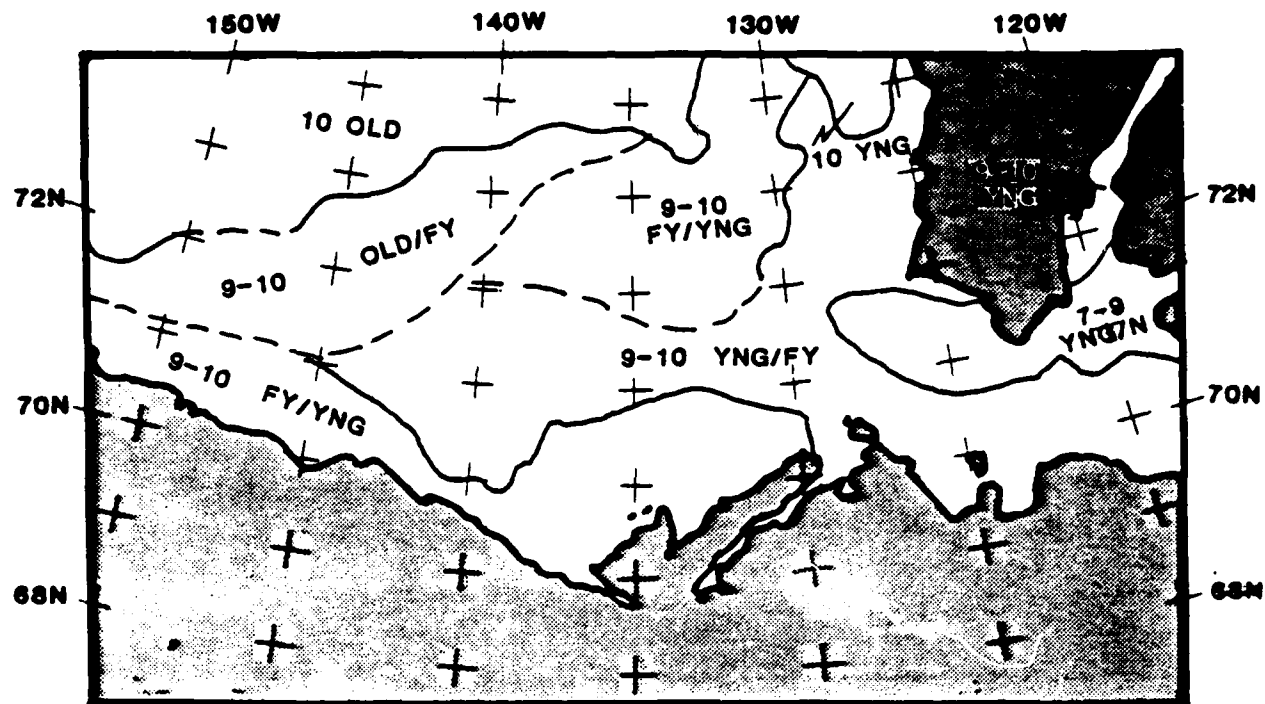 150W 140W 130W 120W
10 OLD
10 YNG
9-10
YNG
72N
72N
9-10
FY/YNG
OLD/FY
9-10
7-9
YNG/N
9-10 YNG/FY
9-10
FY/YNG
70N
70N
68N
68N